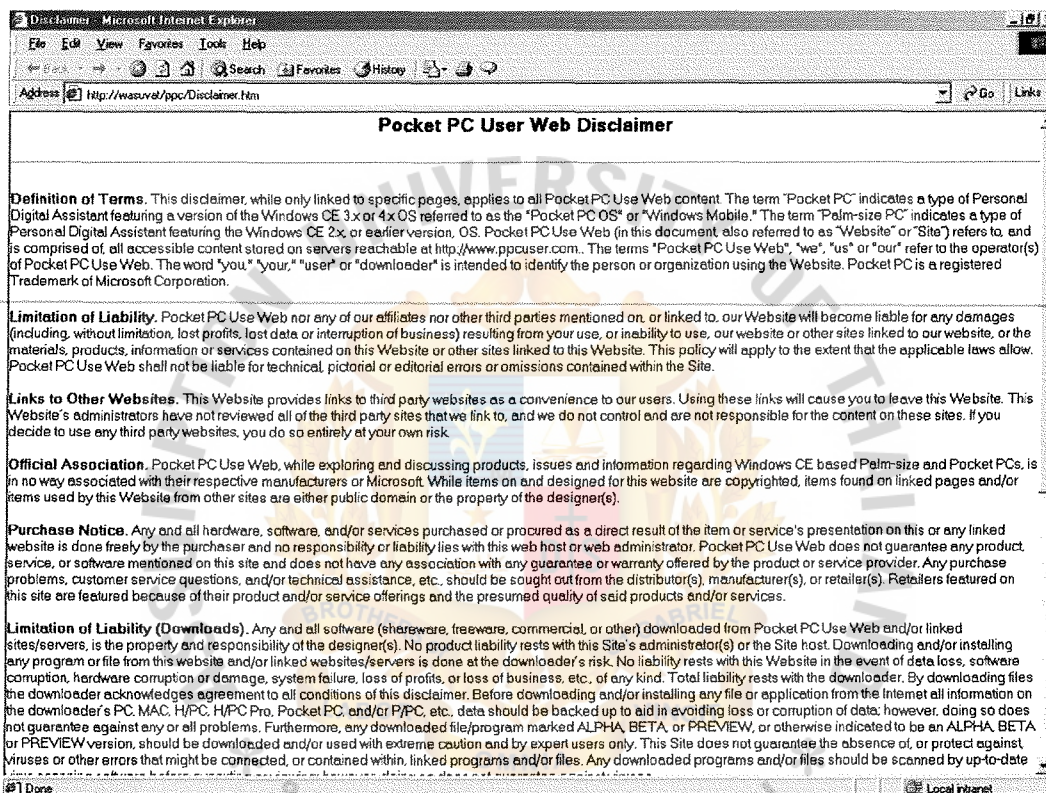 Disclaimer - Microsoft Internet Explorer
File Edit View Favorites Tools Help
Back Search Favorites History
Address http://wasuvat/ppc/Disclaimer.htm Go Links
Pocket PC User Web Disclaimer
Definition of Terms. This disclaimer, while only linked to specific pages, applies to all Pocket PC Use Web content. The term "Pocket PC" indicates a type of Personal
Digital Assistant featuring a version of the Windows CE 3.x or 4.x OS referred to as the "Pocket PC OS" or "Windows Mobile." The term "Palm-size PC" indicates a type of
Personal Digital Assistant featuring the Windows CE 2.x, or earlier version, OS. Pocket PC Use Web (in this document, also referred to as "Website" or "Site") refers to, and
is comprised of, all accessible content stored on servers reachable at http://www.ppcuser.com.. The terms "Pocket PC Use Web", "we", "us" or "our" refer to the operator(s)
of Pocket PC Use Web. The word "you," "your," "user" or "downloader" is intended to identify the person or organization using the Website. Pocket PC is a registered
Trademark of Microsoft Corporation.
Limitation of Liability. Pocket PC Use Web nor any of our affiliates nor other third parties mentioned on, or linked to, our Website will become liable for any damages
(including, without limitation, lost profits, lost data or interruption of business) resulting from your use, or inability to use, our website or other sites linked to our website, or the
materials, products, information or services contained on this Website or other sites linked to this Website. This policy will apply to the extent that the applicable laws allow.
Pocket PC Use Web shall not be liable for technical, pictorial or editorial errors or omissions contained within the Site.
Links to Other Websites. This Website provides links to third party websites as a convenience to our users. Using these links will cause you to leave this Website. This
Website's administrators have not reviewed all of the third party sites that we link to, and we do not control and are not responsible for the content on these sites. If you
decide to use any third party websites, you do so entirely at your own risk.
Official Association. Pocket PC Use Web, while exploring and discussing products, issues and information regarding Windows CE based Palm-size and Pocket PCs, is
in no way associated with their respective manufacturers or Microsoft. While items on and designed for this website are copyrighted, items found on linked pages and/or
items used by this Website from other sites are either public domain or the property of the designer(s).
Purchase Notice. Any and all hardware, software, and/or services purchased or procured as a direct result of the item or service's presentation on this or any linked
website is done freely by the purchaser and no responsibility or liability lies with this web host or web administrator. Pocket PC Use Web does not guarantee any product,
service, or software mentioned on this site and does not have any association with any guarantee or warranty offered by the product or service provider. Any purchase
problems, customer service questions, and/or technical assistance, etc., should be sought out from the distributor(s), manufacturer(s), or retailer(s). Retailers featured on
this site are featured because of their product and/or service offerings and the presumed quality of said products and/or services.
Limitation of Liability (Downloads). Any and all software (shareware, freeware, commercial, or other) downloaded from Pocket PC Use Web and/or linked
sites/servers, is the property and responsibility of the designer(s). No product liability rests with this Site's administrator(s) or the Site host. Downloading and/or installing
any program or file from this website and/or linked websites/servers is done at the downloader's risk. No liability rests with this Website in the event of data loss, software
corruption, hardware corruption or damage, system failure, loss of profits, or loss of business, etc., of any kind. Total liability rests with the downloader. By downloading files
the downloader acknowledges agreement to all conditions of this disclaimer. Before downloading and/or installing any file or application from the Internet all information on
the downloader's PC, MAC, H/PC, H/PC Pro, Pocket PC, and/or P/PC, etc., data should be backed up to aid in avoiding loss or corruption of data; however, doing so does
not guarantee against any or all problems. Furthermore, any downloaded file/program marked ALPHA, BETA, or PREVIEW, or otherwise indicated to be an ALPHA, BETA
or PREVIEW version, should be downloaded and/or used with extreme caution and by expert users only. This Site does not guarantee the absence of, or protect against,
viruses or other errors that might be connected, or contained within, linked programs and/or files. Any downloaded programs and/or files should be scanned by up-to-date
Done Local intranet
ASSUMPTION UNIVERSITY OF THAILAND
BROTHERS GABRIEL